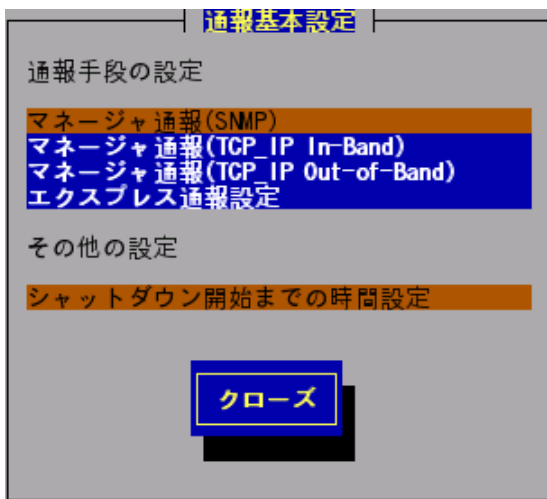 通報基本設定
通報手段の設定
マネージャ通報(SNMP)
マネージャ通報(TCP_IP In-Band)
マネージャ通報(TCP_IP Out-of-Band)
エクスプレス通報設定
その他の設定
シャットダウン開始までの時間設定
クローズ